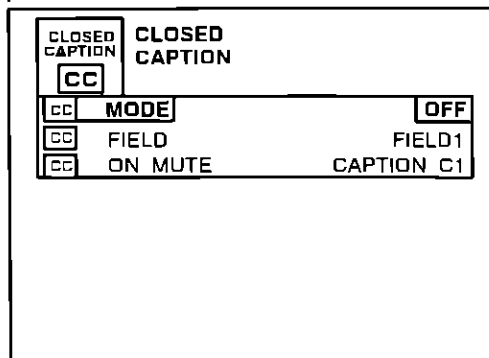 CLOSED
CAPTION
CC
CLOSED
CAPTION
CC MODE OFF
CC FIELD FIELD1
CC ON MUTE CAPTION C1